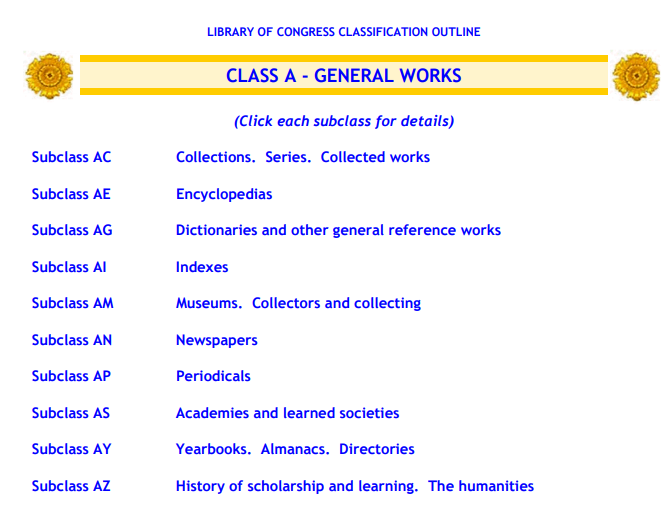 LIBRARY OF CONGRESS CLASSIFICATION OUTLINE
CLASS A - GENERAL WORKS
(Click each subclass for details)
Subclass AC Collections. Series. Collected works
Subclass AE Encyclopedias
Subclass AG Dictionaries and other general reference works
Subclass AI Indexes
Subclass AM Museums. Collectors and collecting
Subclass AN Newspapers
Subclass AP Periodicals
Subclass AS Academies and learned societies
Subclass AY Yearbooks. Almanacs. Directories
Subclass AZ History of scholarship and learning. The humanities